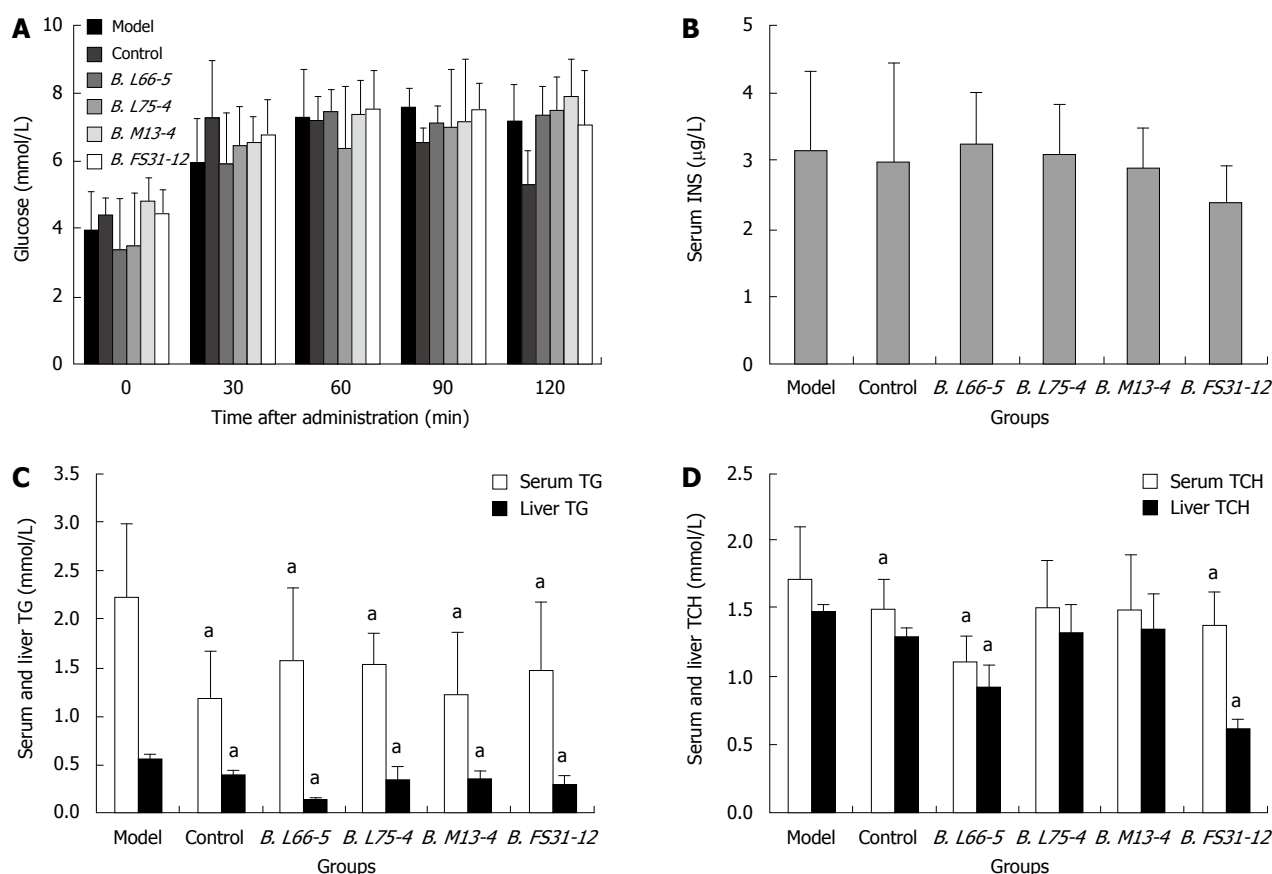 A
Glucose (mmol/L)
10
8
6
4
2
0
Model
Control
B. L66-5
B. L75-4
B. M13-4
B. FS31-12
0 30 60 90 120
Time after administration (min)
B
Serum INS (μg/L)
5
4
3
2
1
0
Model Control B. L66-5 B. L75-4 B. M13-4 B. FS31-12
Groups
C
Serum and liver TG (mmol/L)
3.5
3.0
2.5
2.0
1.5
1.0
0.5
0.0
Serum TG
Liver TG
a a a a a
a a a a a
Model Control B. L66-5 B. L75-4 B. M13-4 B. FS31-12
Groups
D
Serum and liver TCH (mmol/L)
2.5
2.0
1.5
1.0
0.5
0.0
Serum TCH
Liver TCH
a a a
a a
Model Control B. L66-5 B. L75-4 B. M13-4 B. FS31-12
Groups